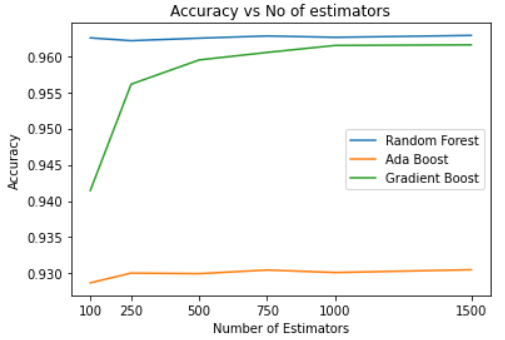 Accuracy vs No of estimators
0.960
0.955
0.950
0.945
0.940
0.935
0.930
Accuracy
Random Forest
Ada Boost
Gradient Boost
100 250 500 750 1000 1500
Number of Estimators